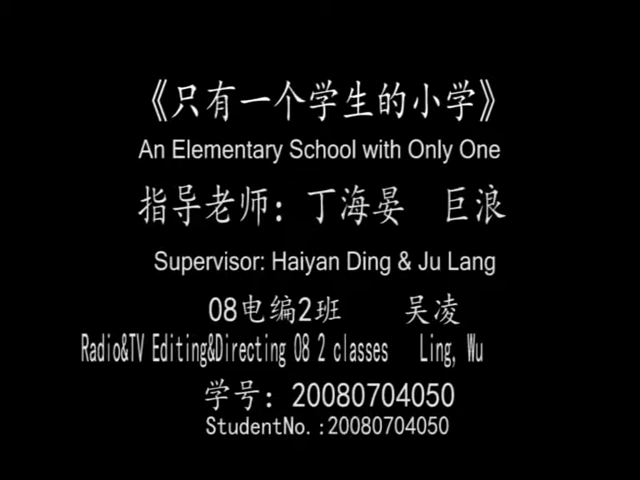 《只有一个学生的小学》
An Elementary School with Only One
指导老师：丁海晏　巨浪
Supervisor: Haiyan Ding & Ju Lang
08电编2班　吴凌
Radio&TV Editing&Directing 08 2 classes　Ling, Wu
学号：20080704050
StudentNo.:20080704050